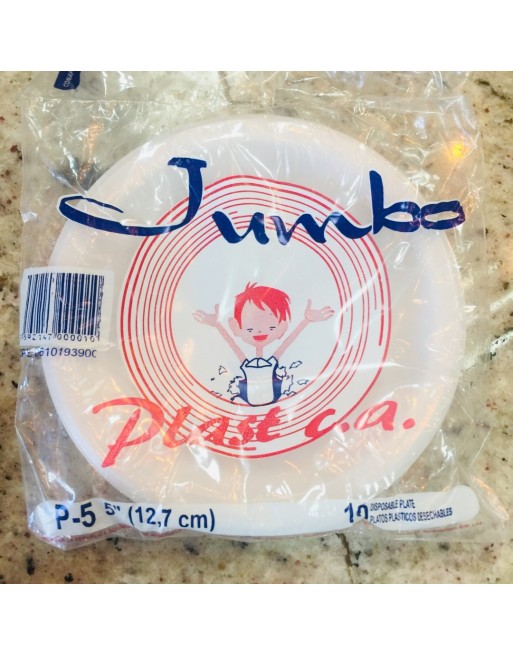 Jumbo
Plast c.a.
P-5 5" (12,7 cm)
10 DISPOSABLE PLATE
PLATOS PLASTICOS DESECHABLES